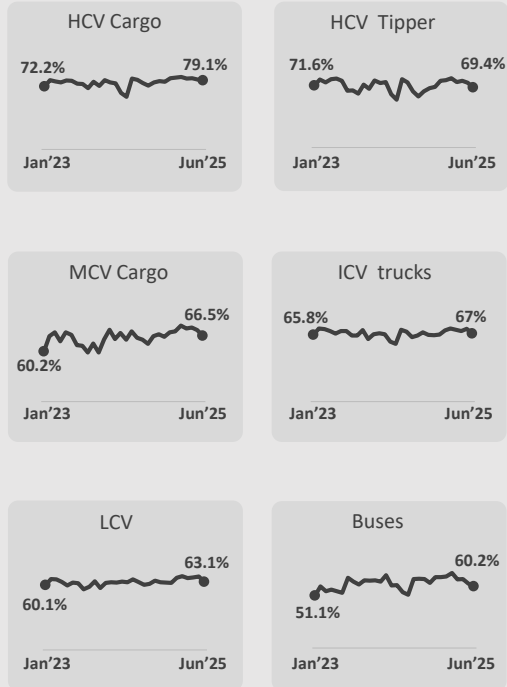 HCV Cargo
72.2%
79.1%
Jan’23
Jun’25
HCV Tipper
71.6%
69.4%
Jan’23
Jun’25
MCV Cargo
66.5%
60.2%
Jan’23
Jun’25
ICV trucks
65.8%
67%
Jan’23
Jun’25
LCV
63.1%
60.1%
Jan’23
Jun’25
Buses
60.2%
51.1%
Jan’23
Jun’25